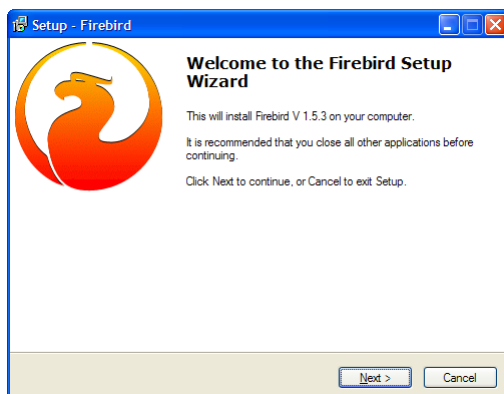 Setup - Firebird
Welcome to the Firebird Setup
Wizard
This will install Firebird V 1.5.3 on your computer.
It is recommended that you close all other applications before
continuing.
Click Next to continue, or Cancel to exit Setup.
Next >
Cancel